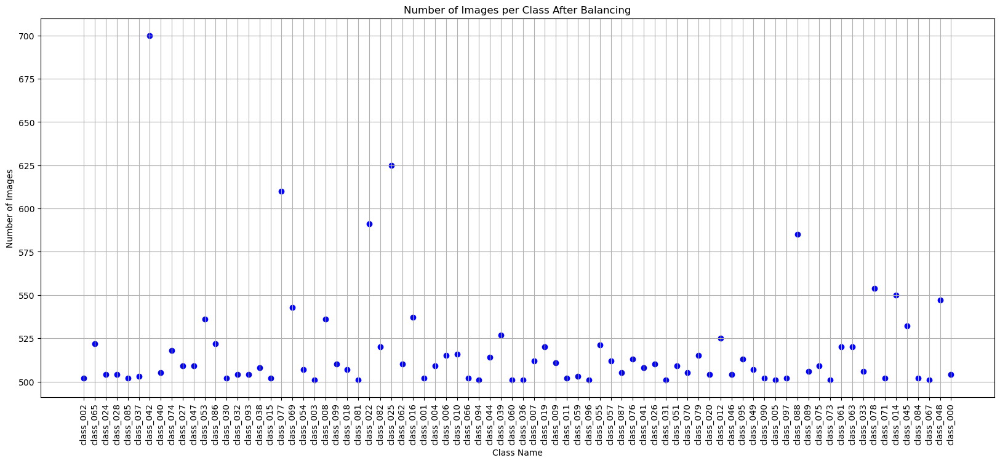 Number of Images per Class After Balancing
Number of Images
700
675
650
625
600
575
550
525
500
class_002
class_065
class_024
class_028
class_085
class_037
class_042
class_040
class_074
class_027
class_047
class_053
class_086
class_030
class_032
class_093
class_038
class_015
class_077
class_069
class_054
class_003
class_008
class_099
class_018
class_081
class_022
class_082
class_025
class_062
class_016
class_001
class_004
class_006
class_010
class_066
class_094
class_044
class_039
class_060
class_036
class_007
class_019
class_009
class_011
class_059
class_096
class_055
class_057
class_087
class_076
class_041
class_026
class_031
class_051
class_070
class_079
class_020
class_012
class_046
class_095
class_049
class_090
class_005
class_097
class_088
class_089
class_075
class_073
class_061
class_063
class_033
class_078
class_071
class_014
class_045
class_084
class_067
class_048
class_000
Class Name